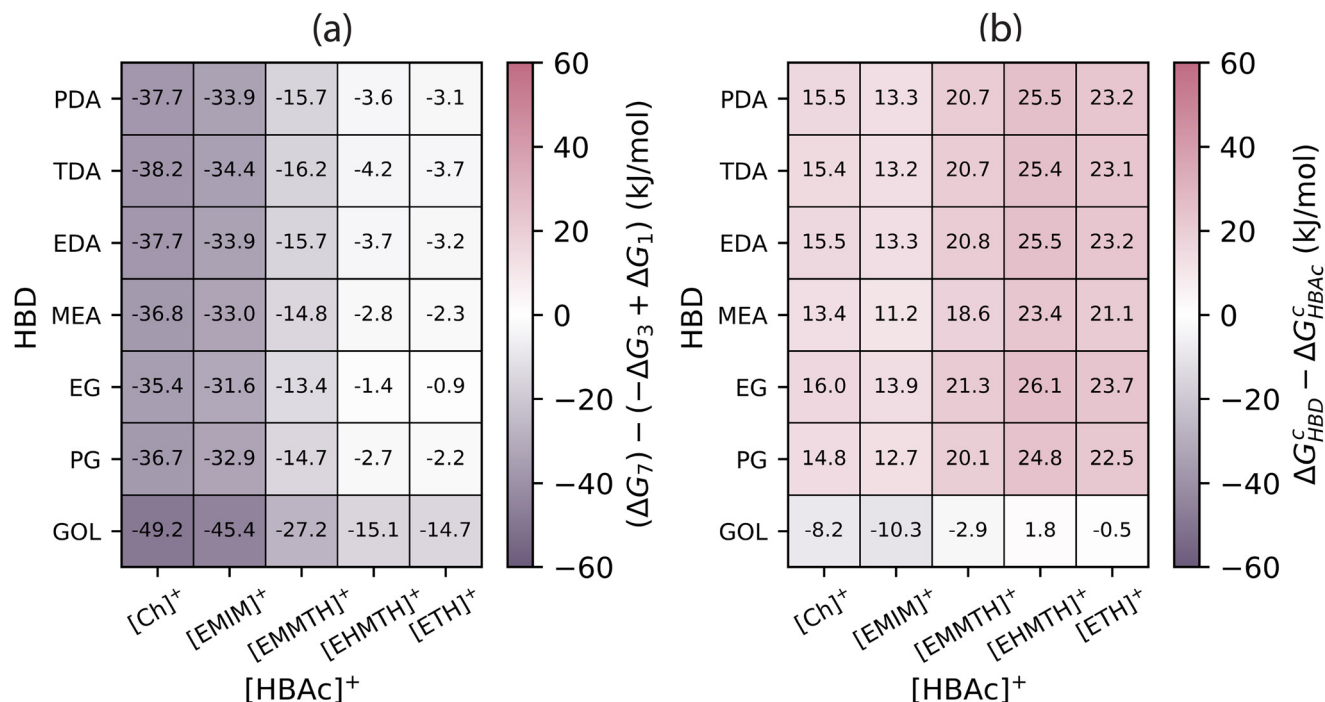 (a)
PDA -37.7 -33.9 -15.7 -3.6 -3.1
TDA -38.2 -34.4 -16.2 -4.2 -3.7
EDA -37.7 -33.9 -15.7 -3.7 -3.2
MEA -36.8 -33.0 -14.8 -2.8 -2.3
EG -35.4 -31.6 -13.4 -1.4 -0.9
PG -36.7 -32.9 -14.7 -2.7 -2.2
GOL -49.2 -45.4 -27.2 -15.1 -14.7
HBD
[Ch]⁺ [EMIM]⁺ [EMMTH]⁺ [EHMTH]⁺ [ETH]⁺
[HBAc]⁺
60
40
20
0
−20
−40
−60
(ΔG₇) − (−ΔG₃ + ΔG₁) (kJ/mol)
(b)
PDA 15.5 13.3 20.7 25.5 23.2
TDA 15.4 13.2 20.7 25.4 23.1
EDA 15.5 13.3 20.8 25.5 23.2
MEA 13.4 11.2 18.6 23.4 21.1
EG 16.0 13.9 21.3 26.1 23.7
PG 14.8 12.7 20.1 24.8 22.5
GOL -8.2 -10.3 -2.9 1.8 -0.5
HBD
[Ch]⁺ [EMIM]⁺ [EMMTH]⁺ [EHMTH]⁺ [ETH]⁺
[HBAc]⁺
60
40
20
0
−20
−40
−60
ΔG^c_HBD − ΔG^c_HBAc (kJ/mol)